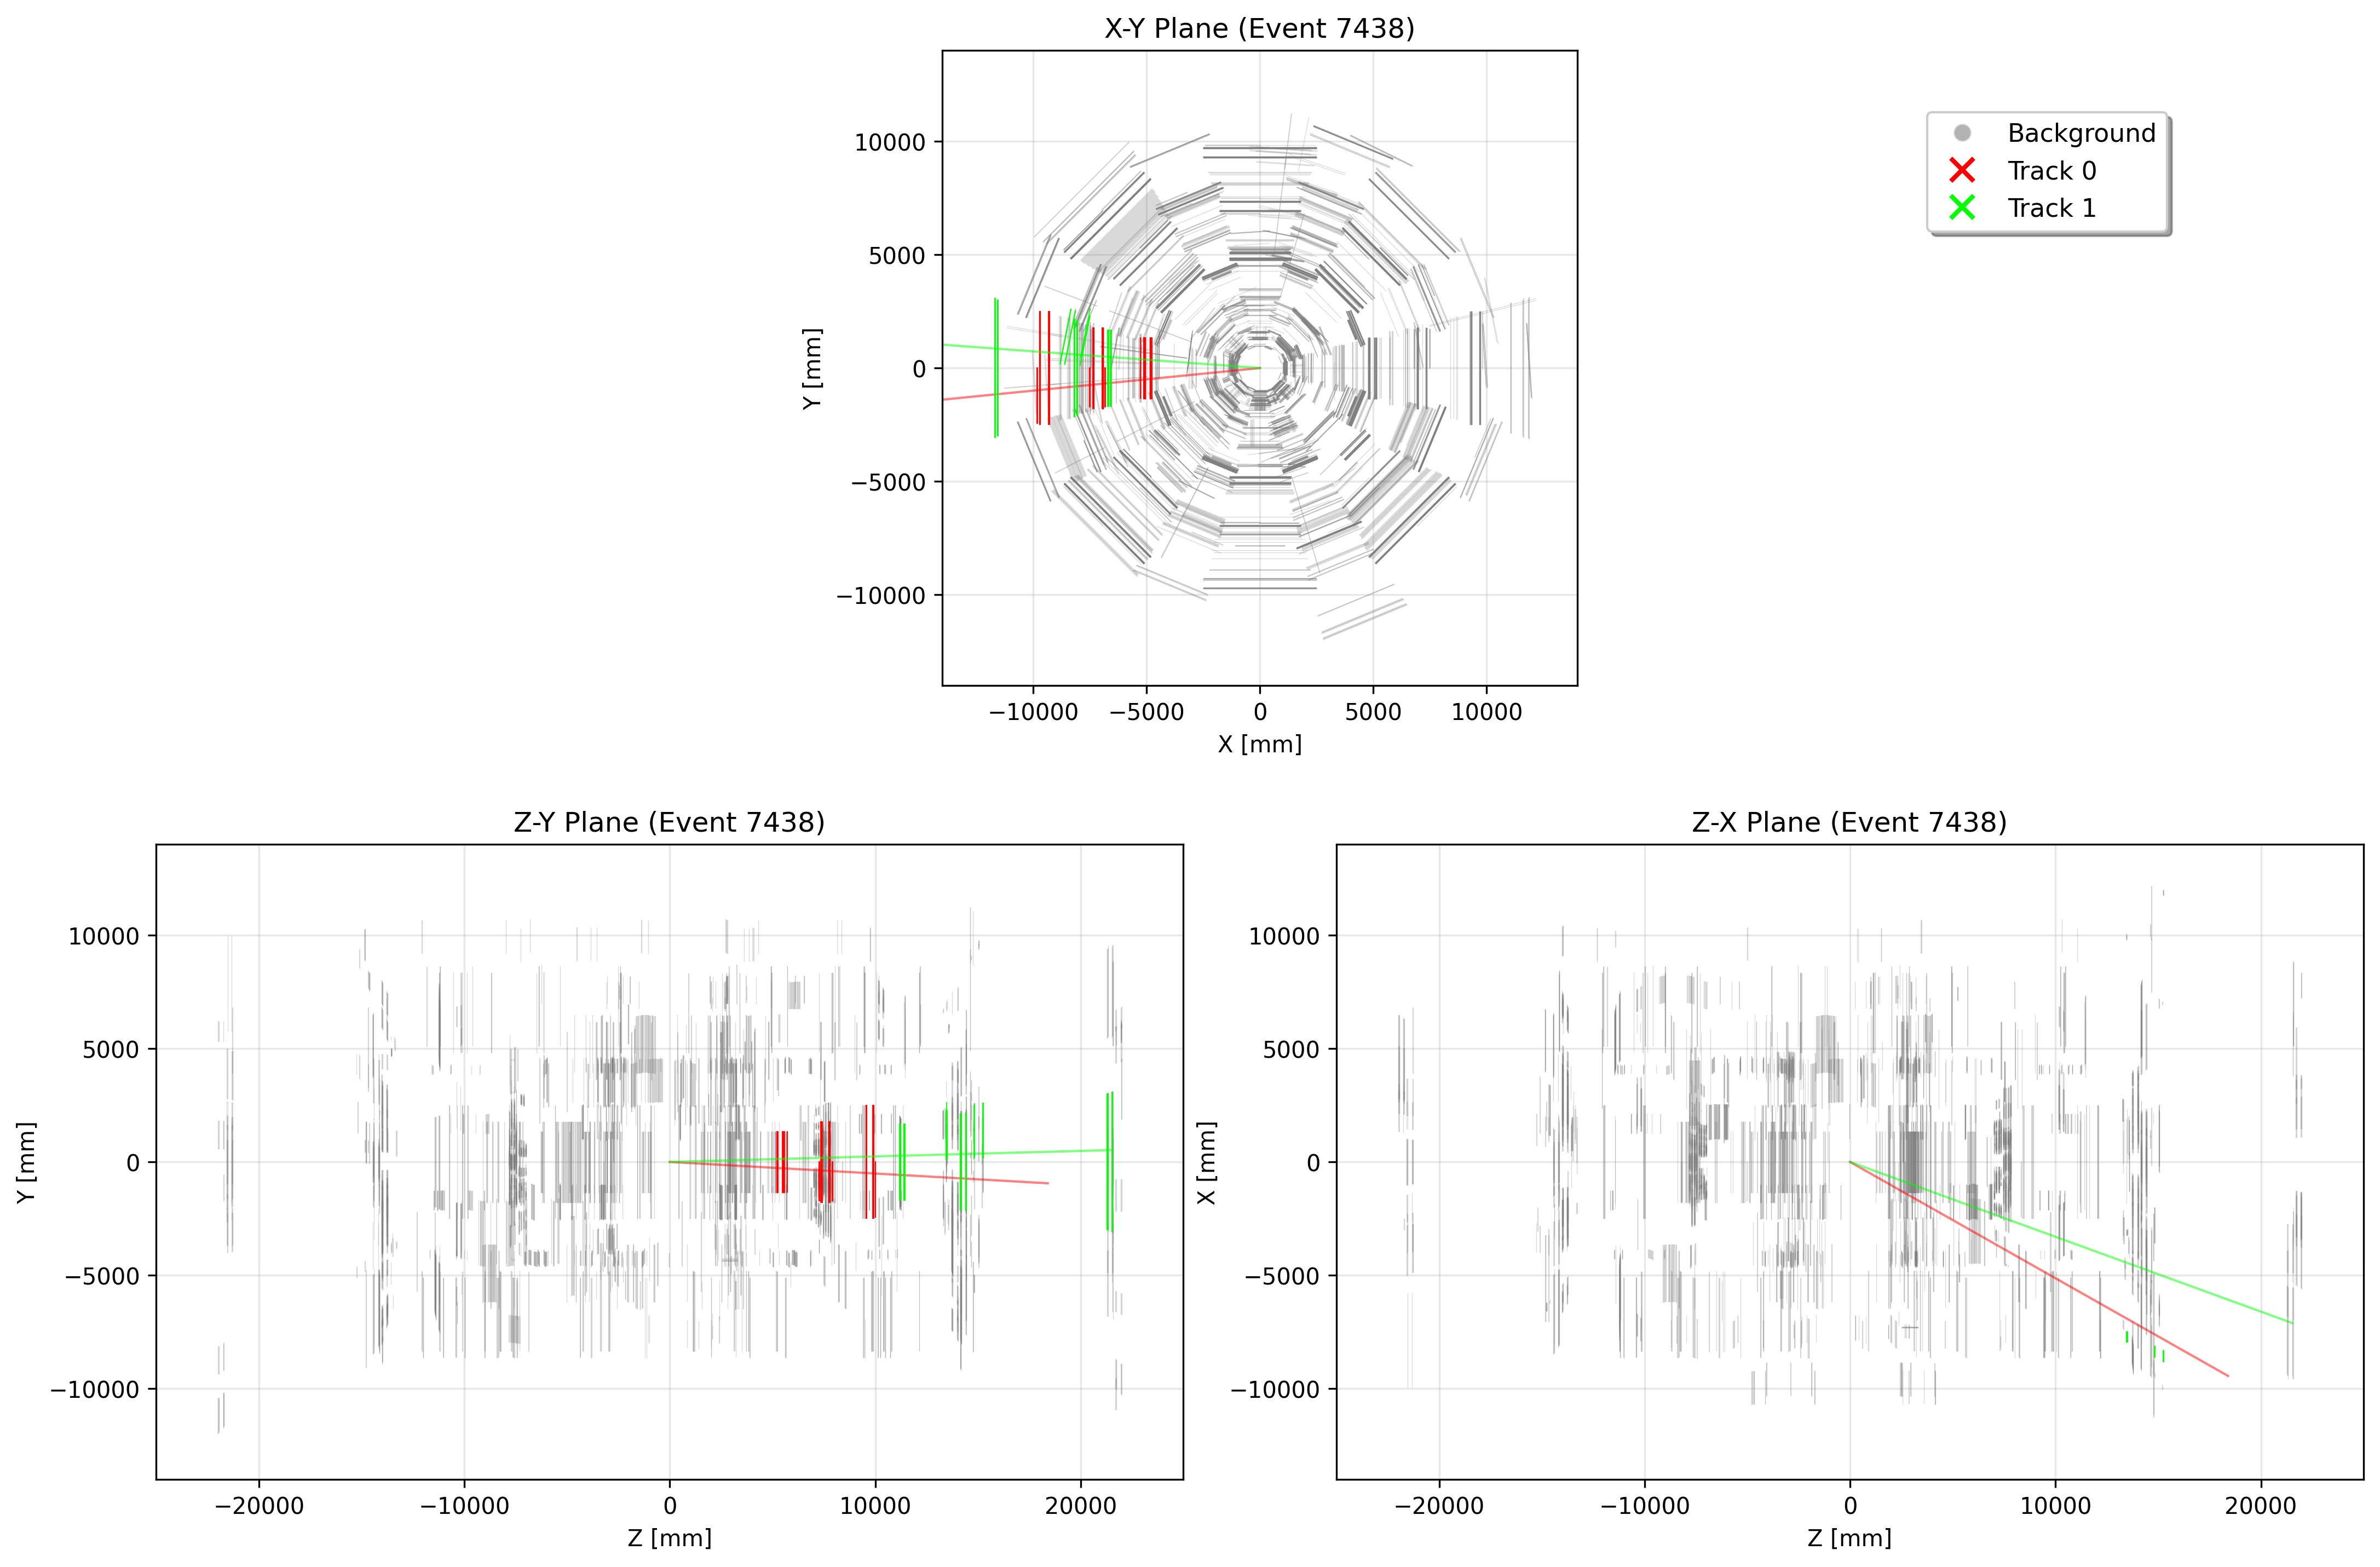 X-Y Plane (Event 7438)
Background
Track 0
Track 1
10000
5000
0
−5000
−10000
Y [mm]
−10000 −5000 0 5000 10000
X [mm]
Z-Y Plane (Event 7438)
10000
5000
0
−5000
−10000
Y [mm]
−20000 −10000 0 10000 20000
Z [mm]
Z-X Plane (Event 7438)
10000
5000
0
−5000
−10000
X [mm]
−20000 −10000 0 10000 20000
Z [mm]